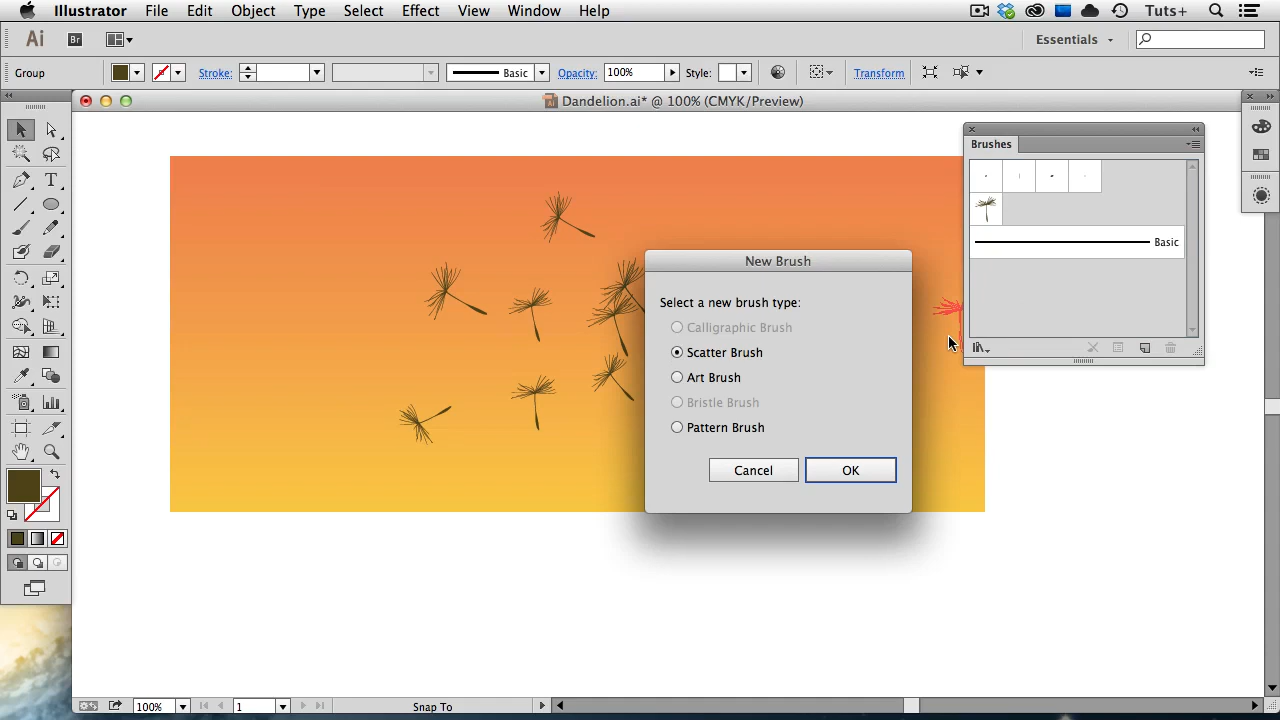 Illustrator File Edit Object Type Select Effect View Window Help Tuts+
Ai Br Essentials
Group Stroke: Basic Opacity: 100% Style: Transform
Dandelion.ai* @ 100% (CMYK/Preview)
Brushes
Basic
New Brush
Select a new brush type:
Calligraphic Brush
Scatter Brush
Art Brush
Bristle Brush
Pattern Brush
Cancel OK
100% 1 Snap To